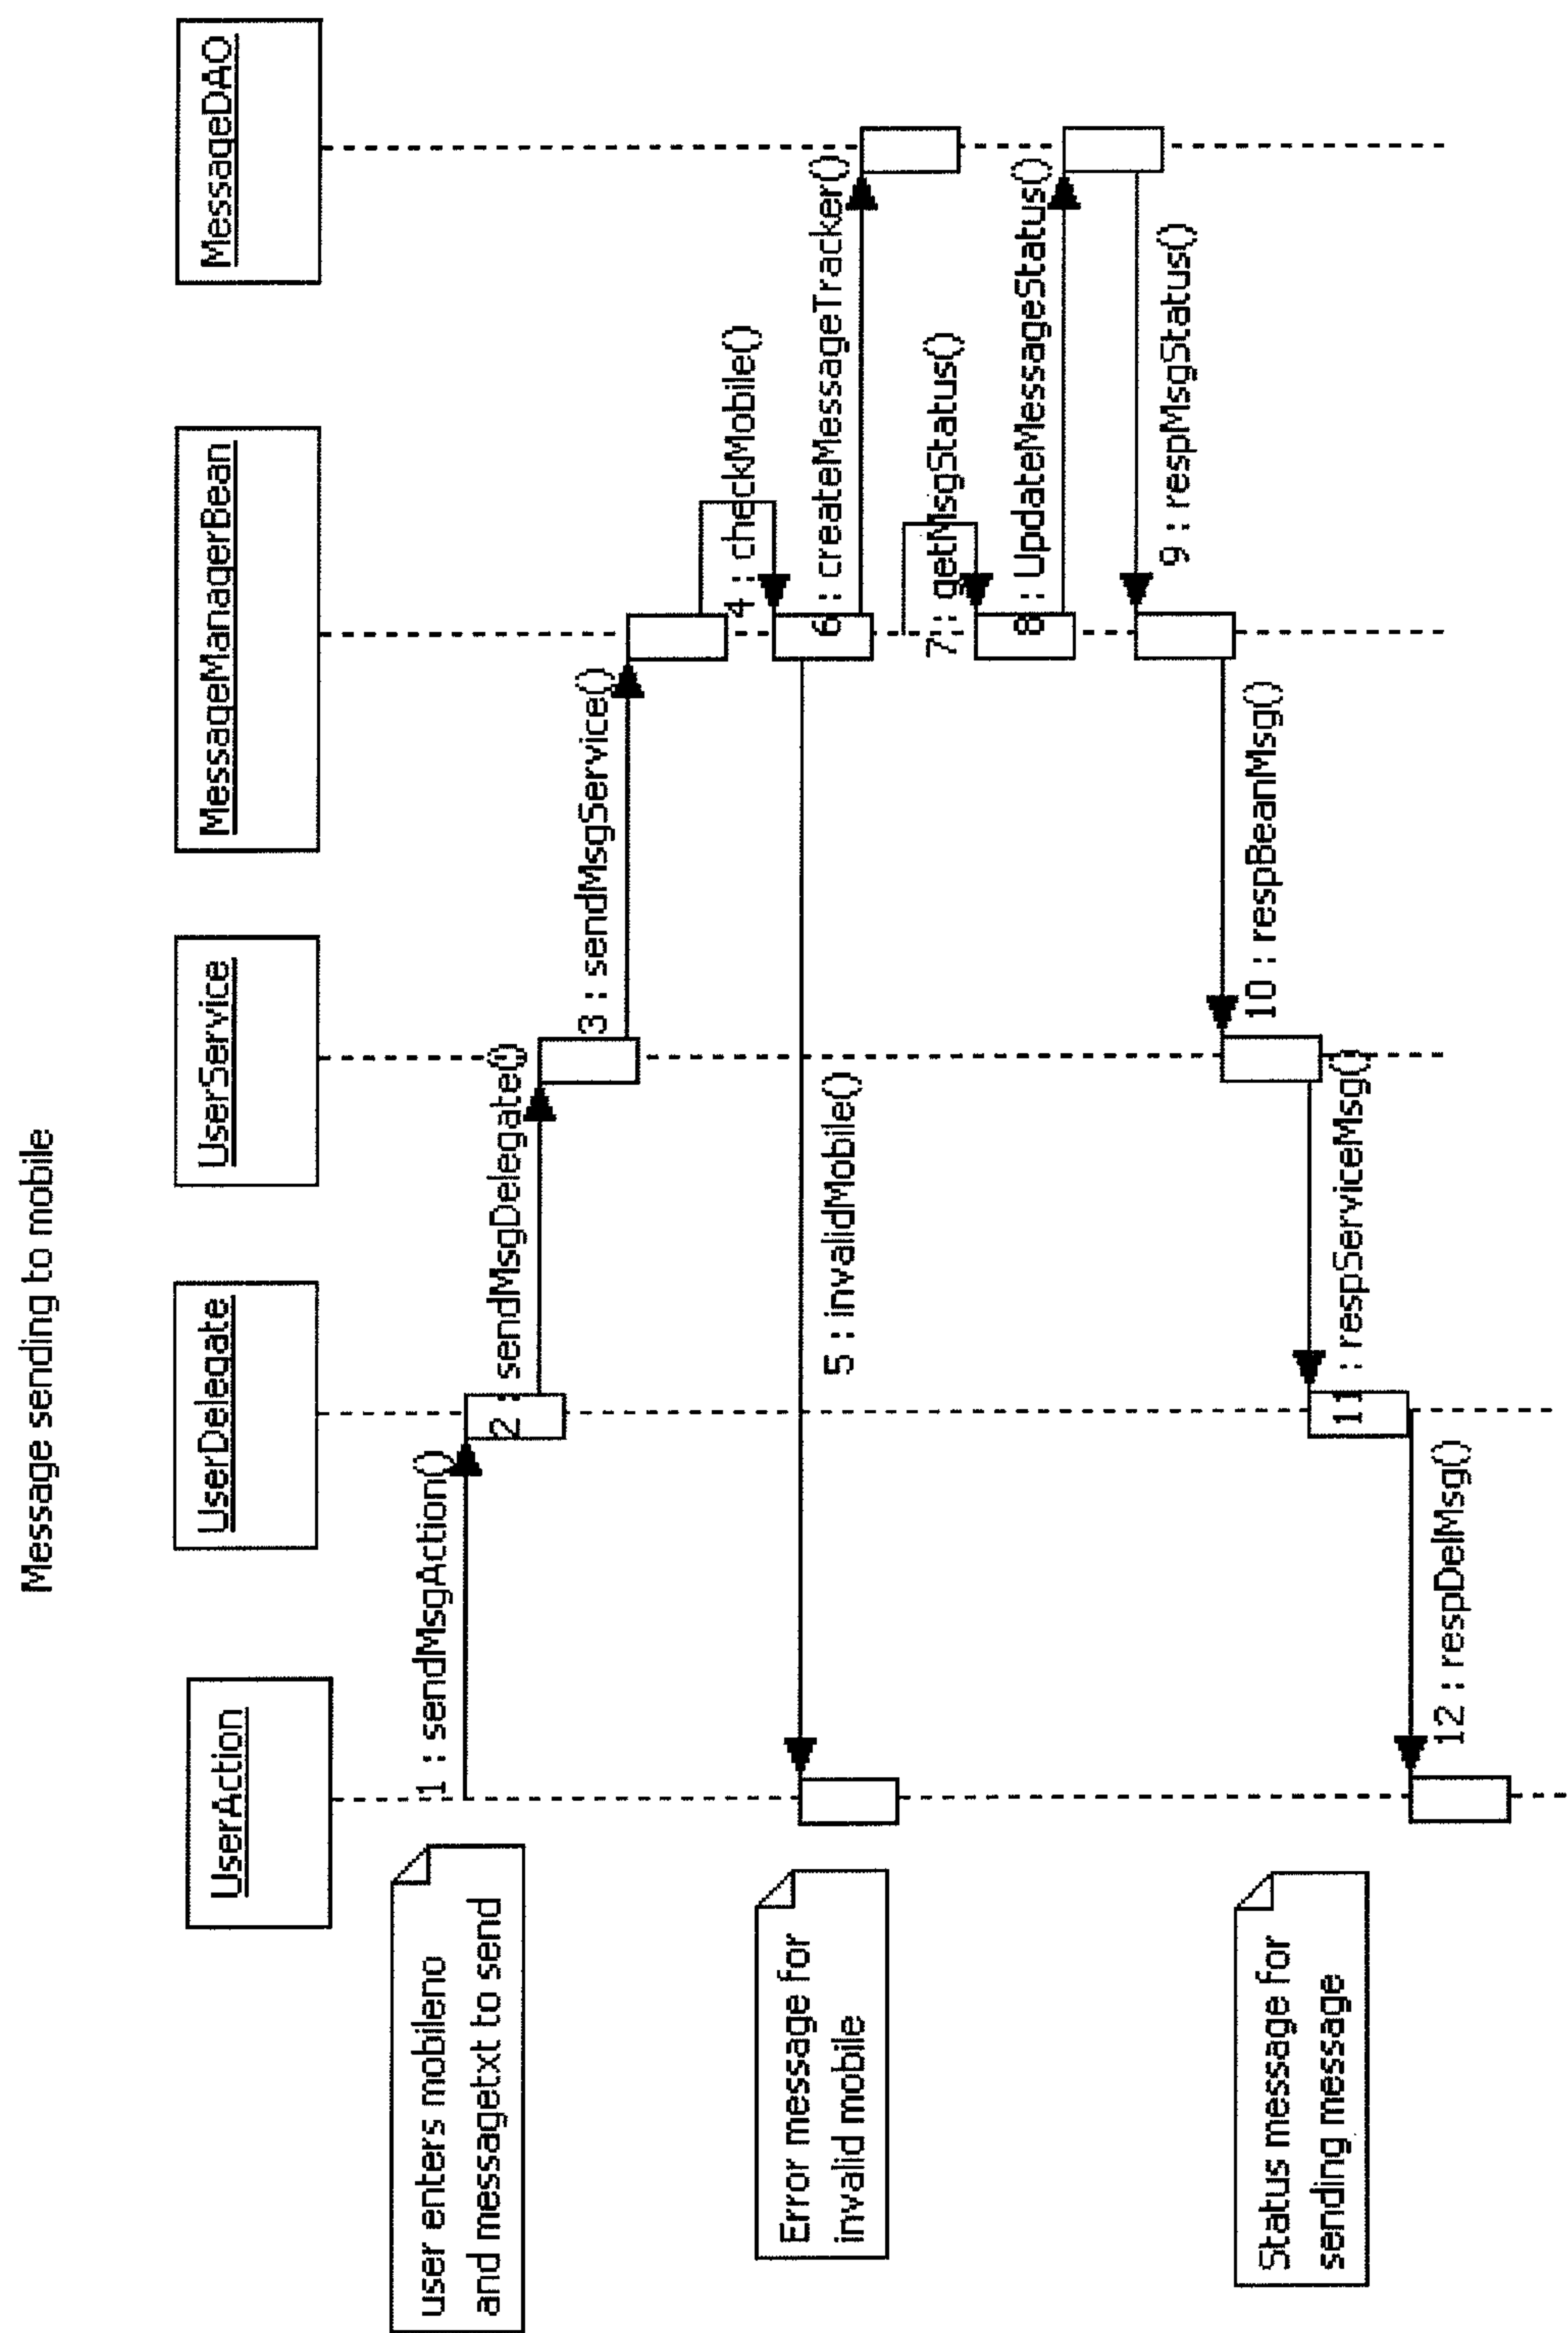 Message sending to mobile
UserAction
UserDelegate
UserService
MessageManagerBean
MessageDAO
user enters mobileno
and messagetxt to send
1 : sendMsgAction()
2 : sendMsgDelegate()
3 : sendMsgService()
4 : checkMobile()
Error message for
invalid mobile
5 : invalidMobile()
6 : createMessageTracker()
7 : getMsgStatus()
8 : UpdateMessageStatus()
9 : respMsgStatus()
Status message for
sending message
10 : respBeanMsg()
11 : respServiceMsg()
12 : respDelMsg()